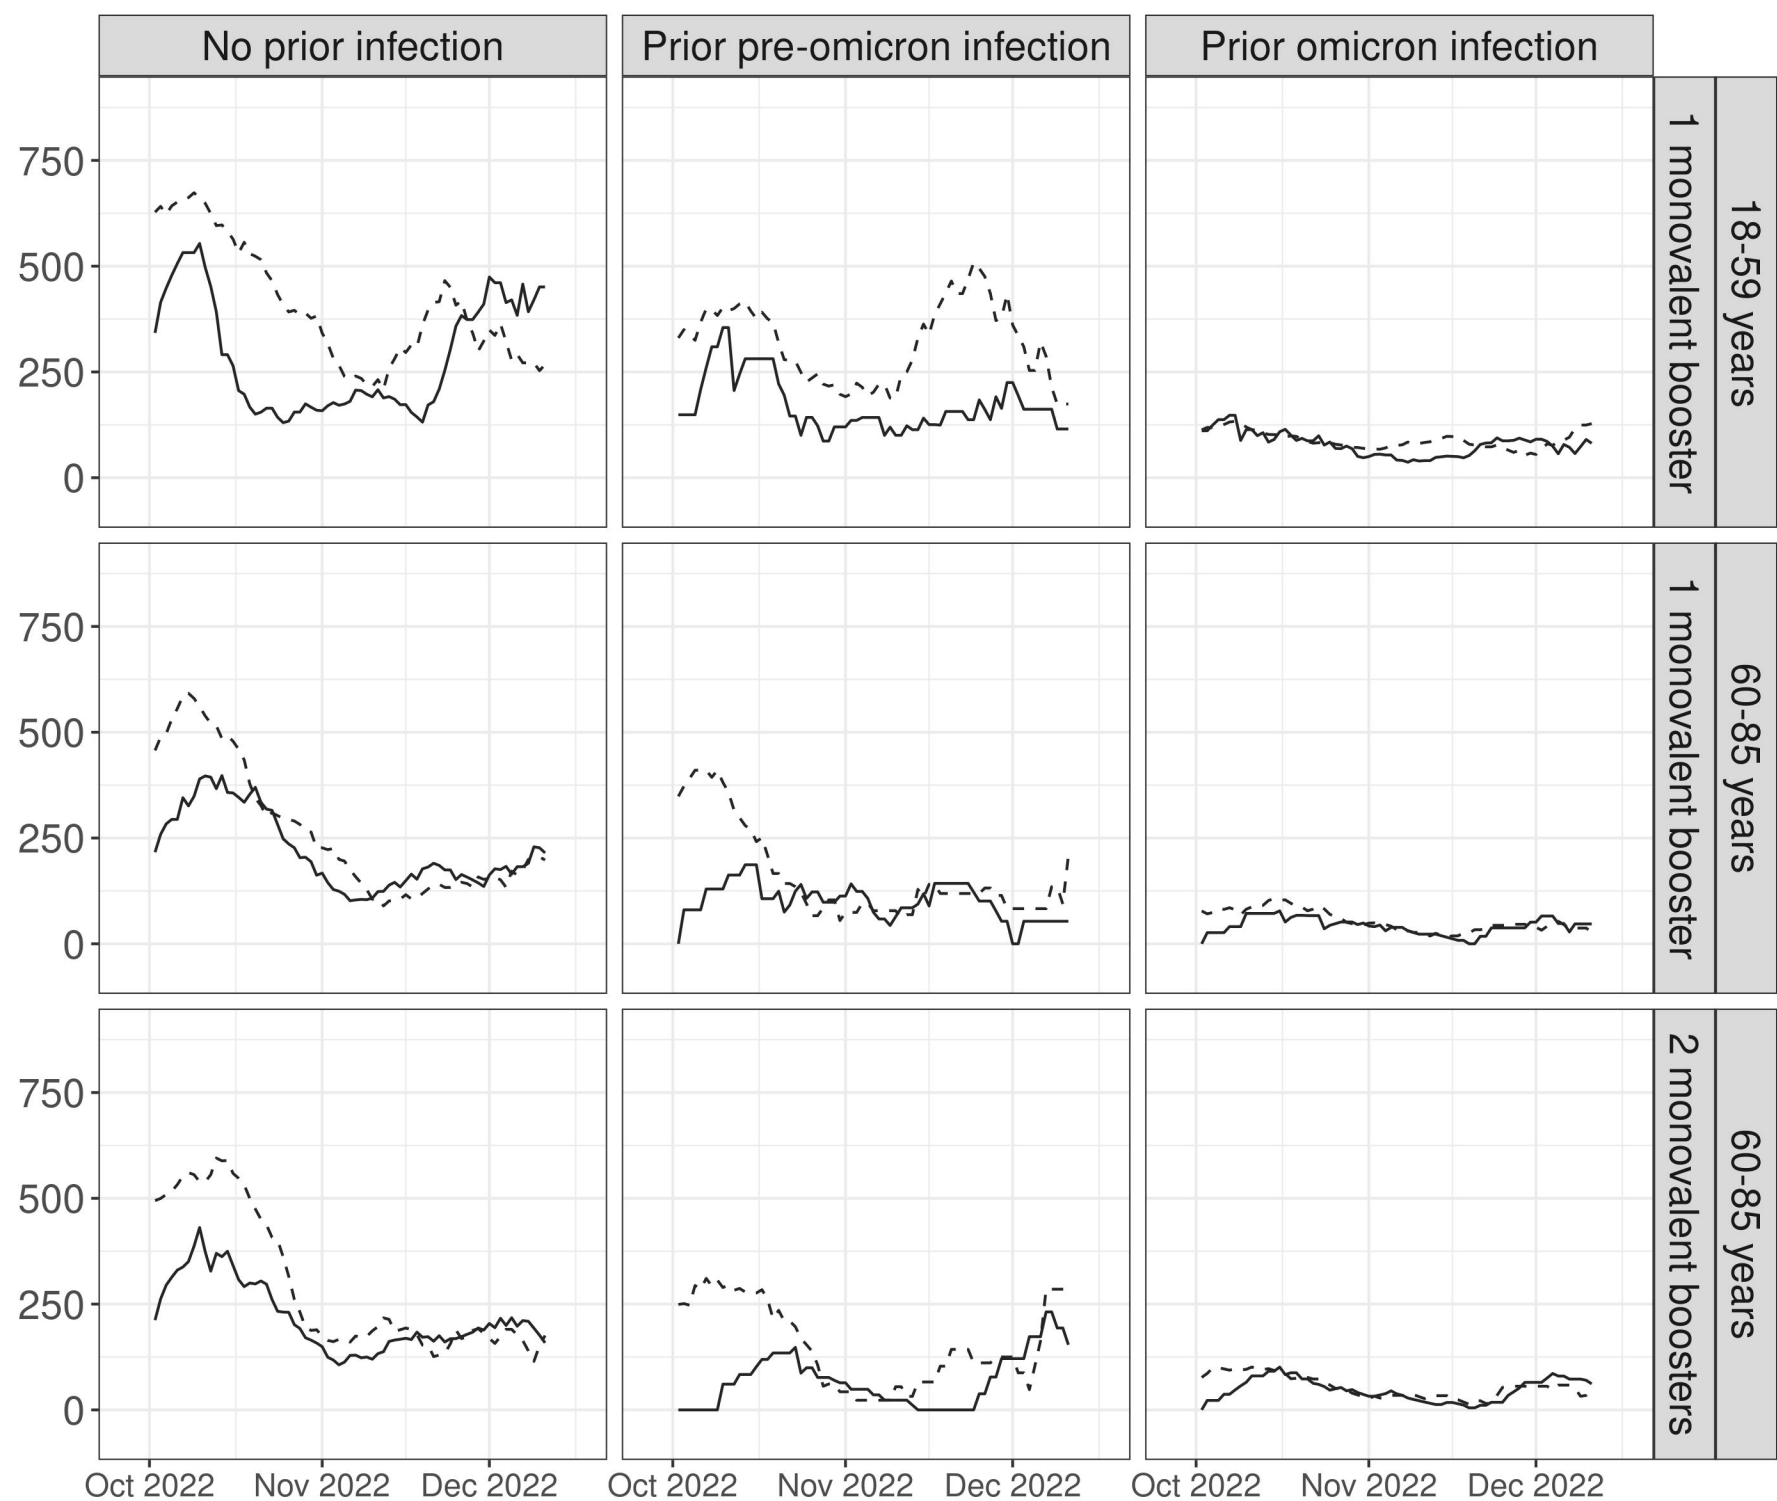 No prior infection
Prior pre-omicron infection
Prior omicron infection
750
500
250
0
1 monovalent booster
18-59 years
750
500
250
0
1 monovalent booster
60-85 years
750
500
250
0
2 monovalent boosters
60-85 years
Oct 2022 Nov 2022 Dec 2022
Oct 2022 Nov 2022 Dec 2022
Oct 2022 Nov 2022 Dec 2022